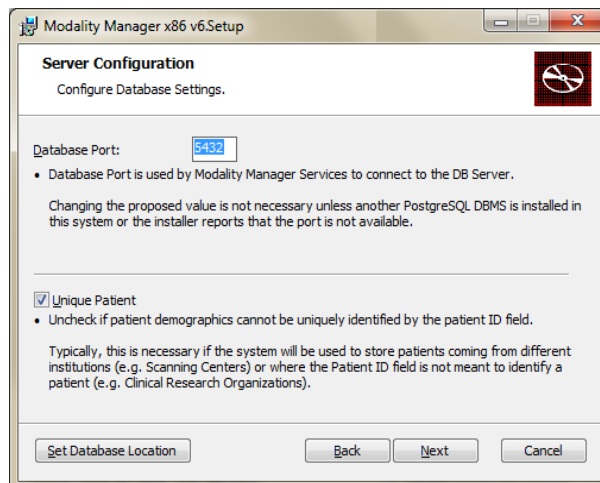 Modality Manager x86 v6.Setup
Server Configuration
Configure Database Settings.
Database Port:
5432
• Database Port is used by Modality Manager Services to connect to the DB Server.
Changing the proposed value is not necessary unless another PostgreSQL DBMS is installed in
this system or the installer reports that the port is not available.
Unique Patient
• Uncheck if patient demographics cannot be uniquely identified by the patient ID field.
Typically, this is necessary if the system will be used to store patients coming from different
institutions (e.g. Scanning Centers) or where the Patient ID field is not meant to identify a
patient (e.g. Clinical Research Organizations).
Set Database Location
Back
Next
Cancel